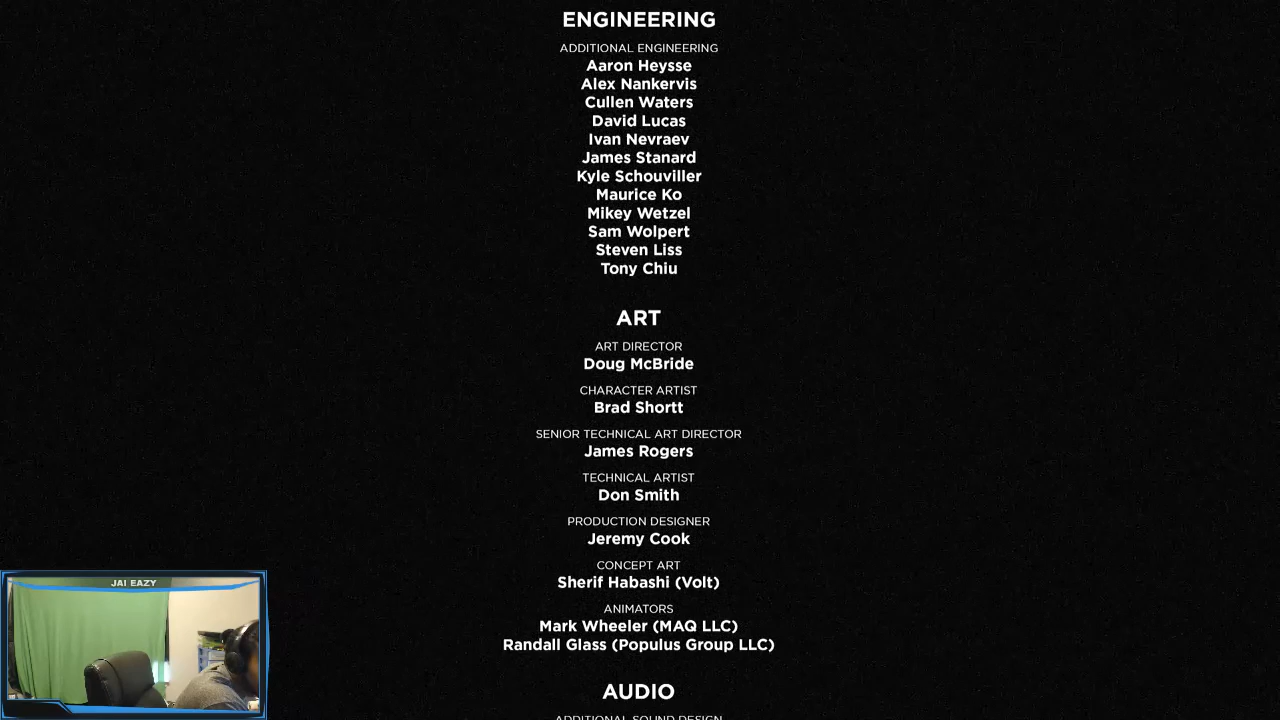 ENGINEERING
ADDITIONAL ENGINEERING
Aaron Heysse
Alex Nankervis
Cullen Waters
David Lucas
Ivan Nevraev
James Stanard
Kyle Schouviller
Maurice Ko
Mikey Wetzel
Sam Wolpert
Steven Liss
Tony Chiu
ART
ART DIRECTOR
Doug McBride
CHARACTER ARTIST
Brad Shortt
SENIOR TECHNICAL ART DIRECTOR
James Rogers
TECHNICAL ARTIST
Don Smith
PRODUCTION DESIGNER
Jeremy Cook
CONCEPT ART
Sherif Habashi (Volt)
ANIMATORS
Mark Wheeler (MAQ LLC)
Randall Glass (Populus Group LLC)
AUDIO
ADDITIONAL SOUND DESIGN
JAI EAZY